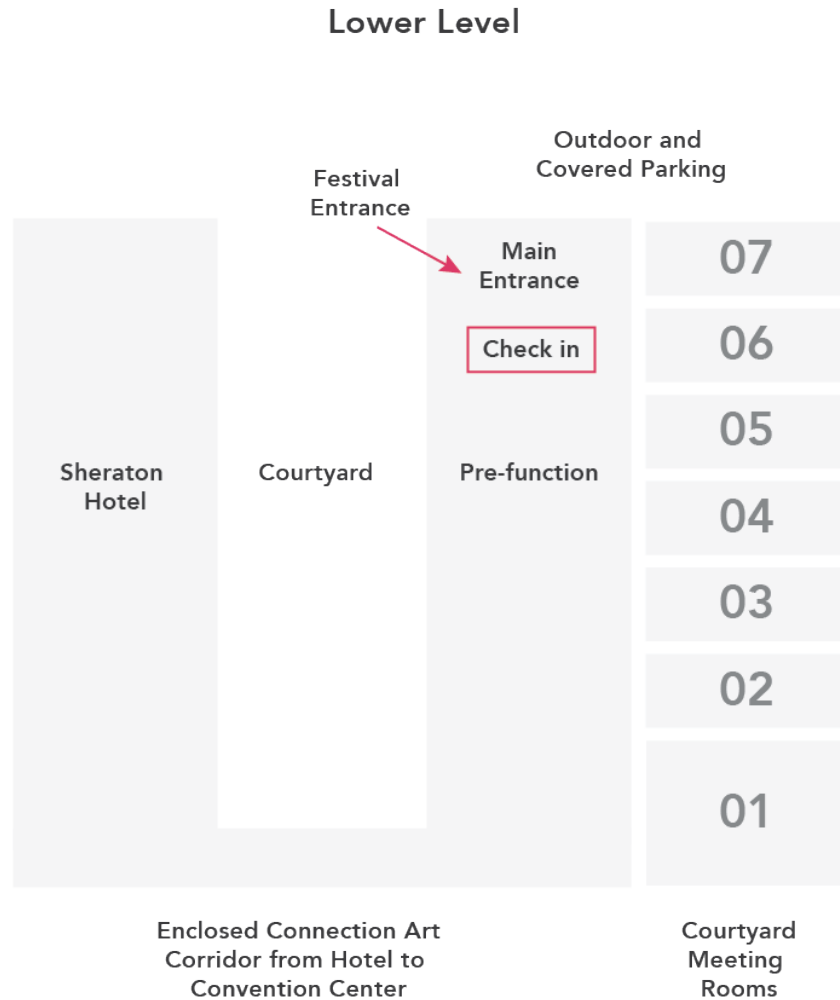 Lower Level
Outdoor and
Covered Parking
Festival
Entrance
Main
Entrance
Check in
Sheraton
Hotel
Courtyard
Pre-function
07
06
05
04
03
02
01
Enclosed Connection Art
Corridor from Hotel to
Convention Center
Courtyard
Meeting
Rooms